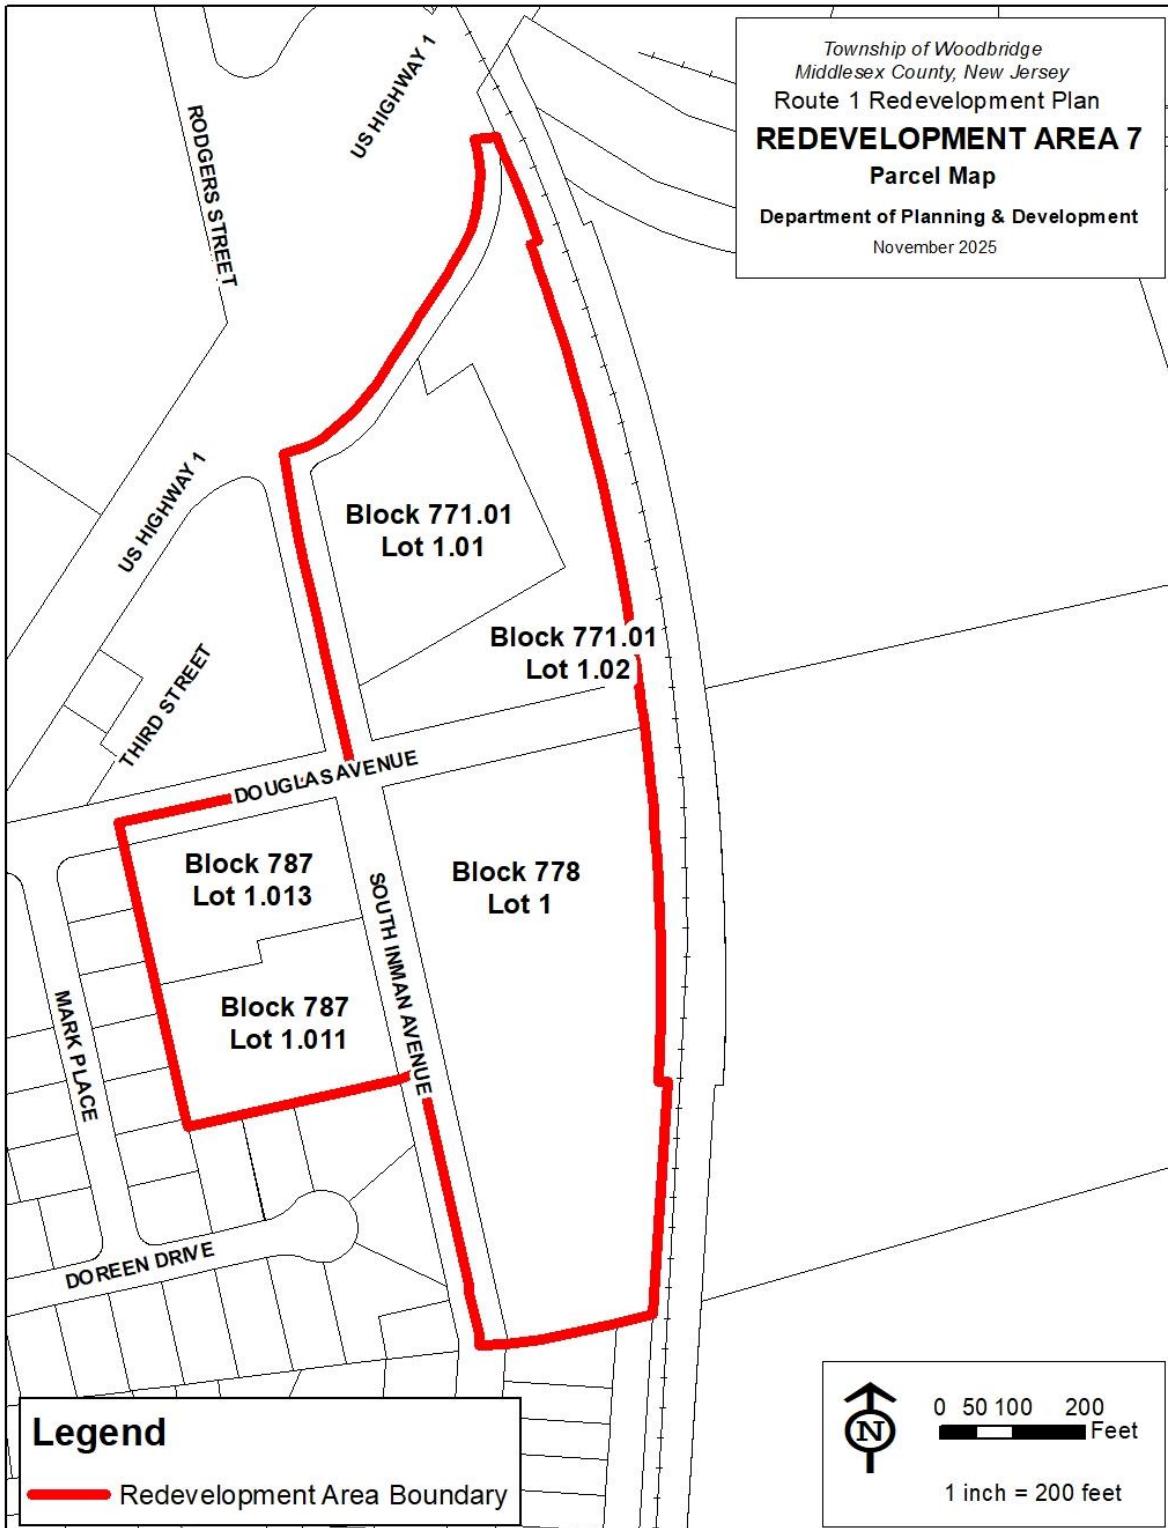 Township of Woodbridge
Middlesex County, New Jersey
Route 1 Redevelopment Plan
REDEVELOPMENT AREA 7
Parcel Map
Department of Planning & Development
November 2025
US HIGHWAY 1
RODGERS STREET
US HIGHWAY 1
Block 771.01
Lot 1.01
Block 771.01
Lot 1.02
THIRD STREET
DOUGLAS AVENUE
Block 787
Lot 1.013
Block 778
Lot 1
SOUTH INMAN AVENUE
Block 787
Lot 1.011
MARK PLACE
DOREEN DRIVE
Legend
Redevelopment Area Boundary
N
0 50 100 200
Feet
1 inch = 200 feet